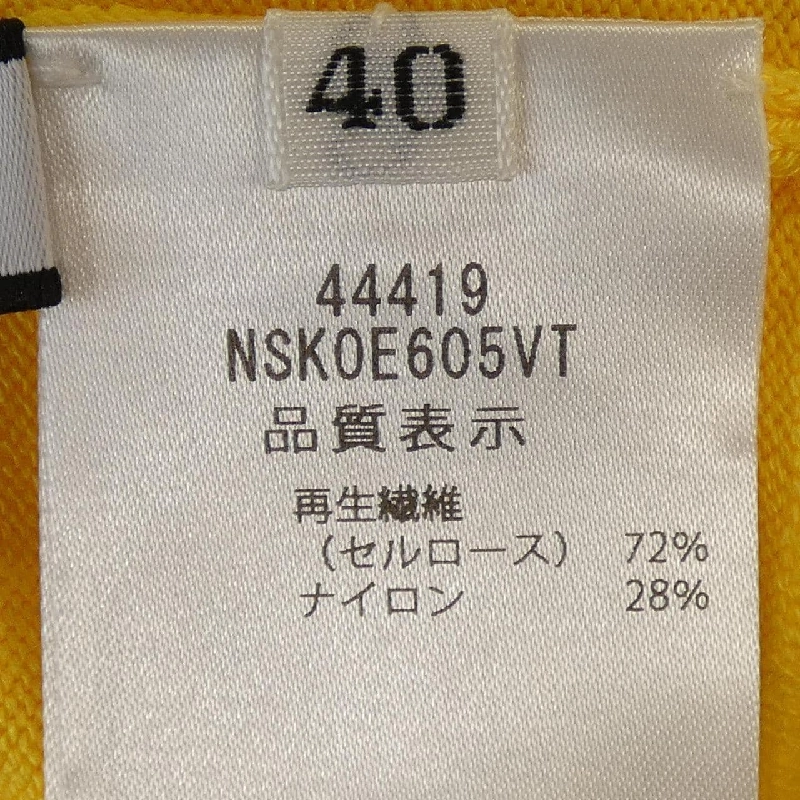 40
44419
NSKOE605VT
品質表示
再生繊維
（セルロース） 72%
ナイロン 28%